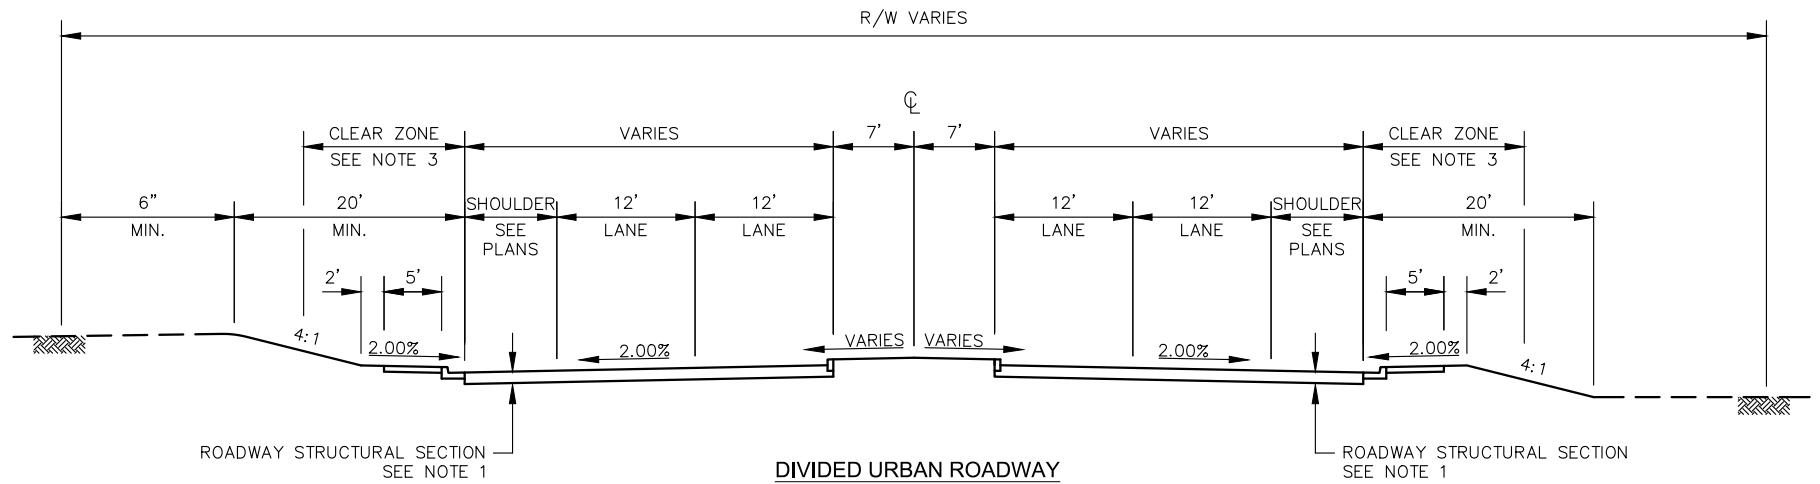 R/W VARIES
℄
CLEAR ZONE
SEE NOTE 3
VARIES
7'
7'
VARIES
CLEAR ZONE
SEE NOTE 3
6"
MIN.
20'
MIN.
SHOULDER
SEE
PLANS
12'
LANE
12'
LANE
12'
LANE
12'
LANE
SHOULDER
SEE
PLANS
20'
MIN.
2'
5'
5'
2'
4:1
2.00%
2.00%
VARIES
VARIES
2.00%
2.00%
4:1
ROADWAY STRUCTURAL SECTION
SEE NOTE 1
ROADWAY STRUCTURAL SECTION
SEE NOTE 1
DIVIDED URBAN ROADWAY